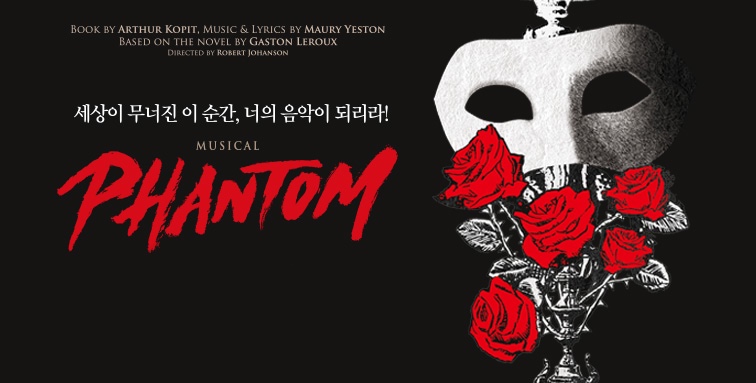 BOOK BY ARTHUR KOPIT, MUSIC & LYRICS BY MAURY YESTON
BASED ON THE NOVEL BY GASTON LEROUX
DIRECTED BY ROBERT JOHANSON
세상이 무너진 이 순간, 너의 음악이 되리라!
MUSICAL
PHANTOM